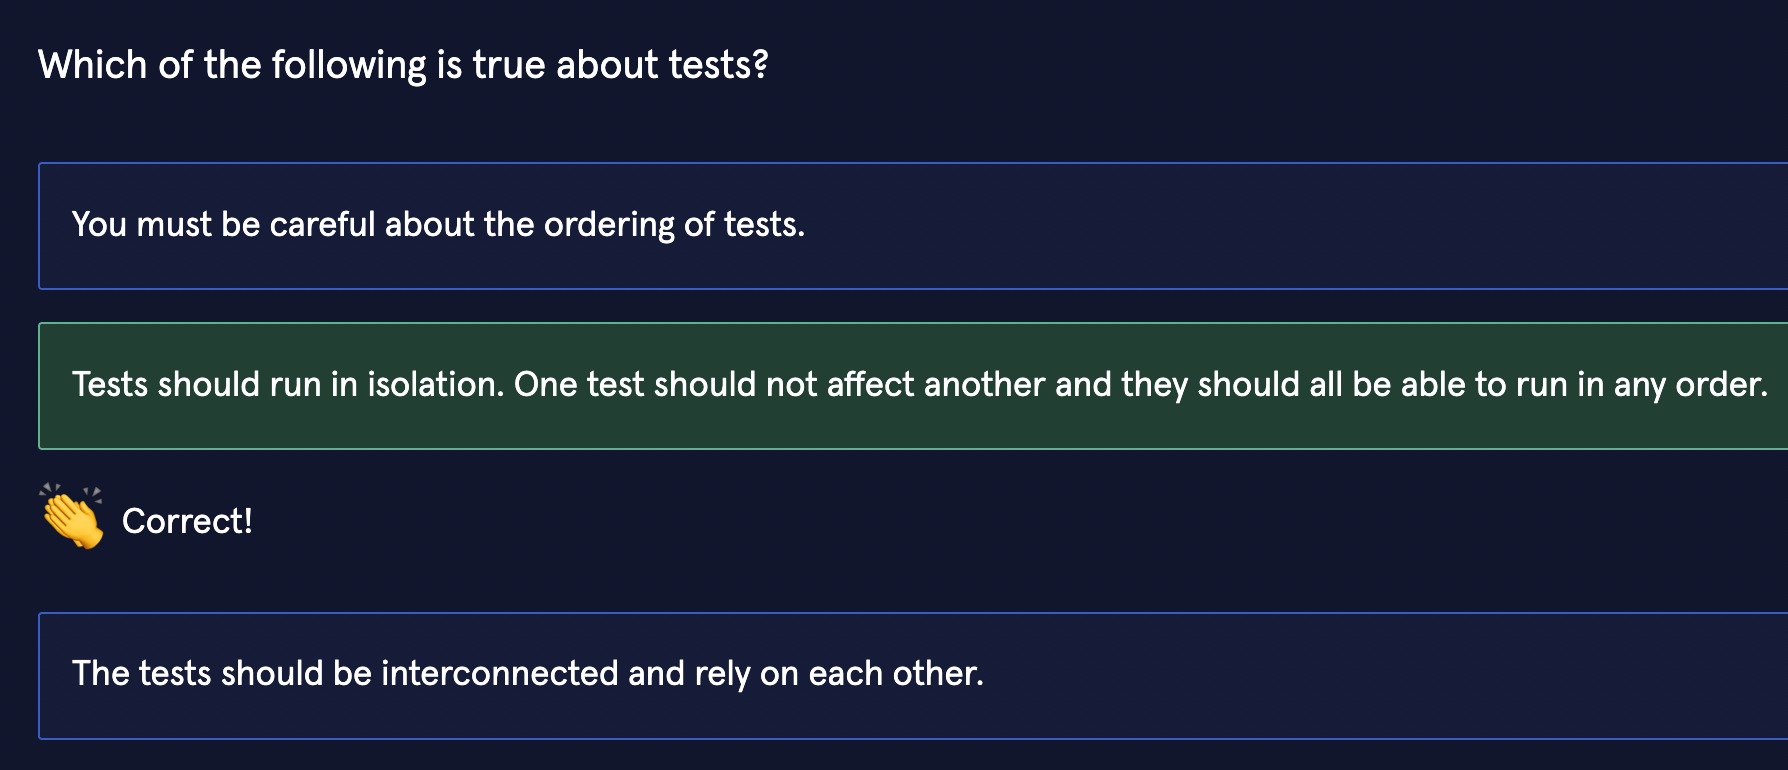 Which of the following is true about tests?
You must be careful about the ordering of tests.
Tests should run in isolation. One test should not affect another and they should all be able to run in any order.
Correct!
The tests should be interconnected and rely on each other.